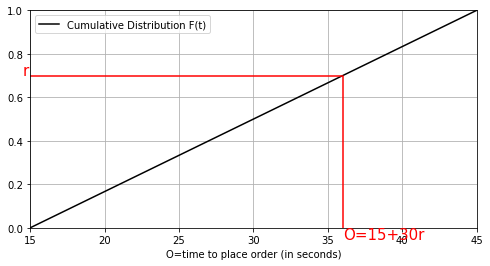 1.0
Cumulative Distribution F(t)
0.8
r
0.6
0.4
0.2
0.0
15 20 25 30 35 40 45
O=15+30r
O=time to place order (in seconds)